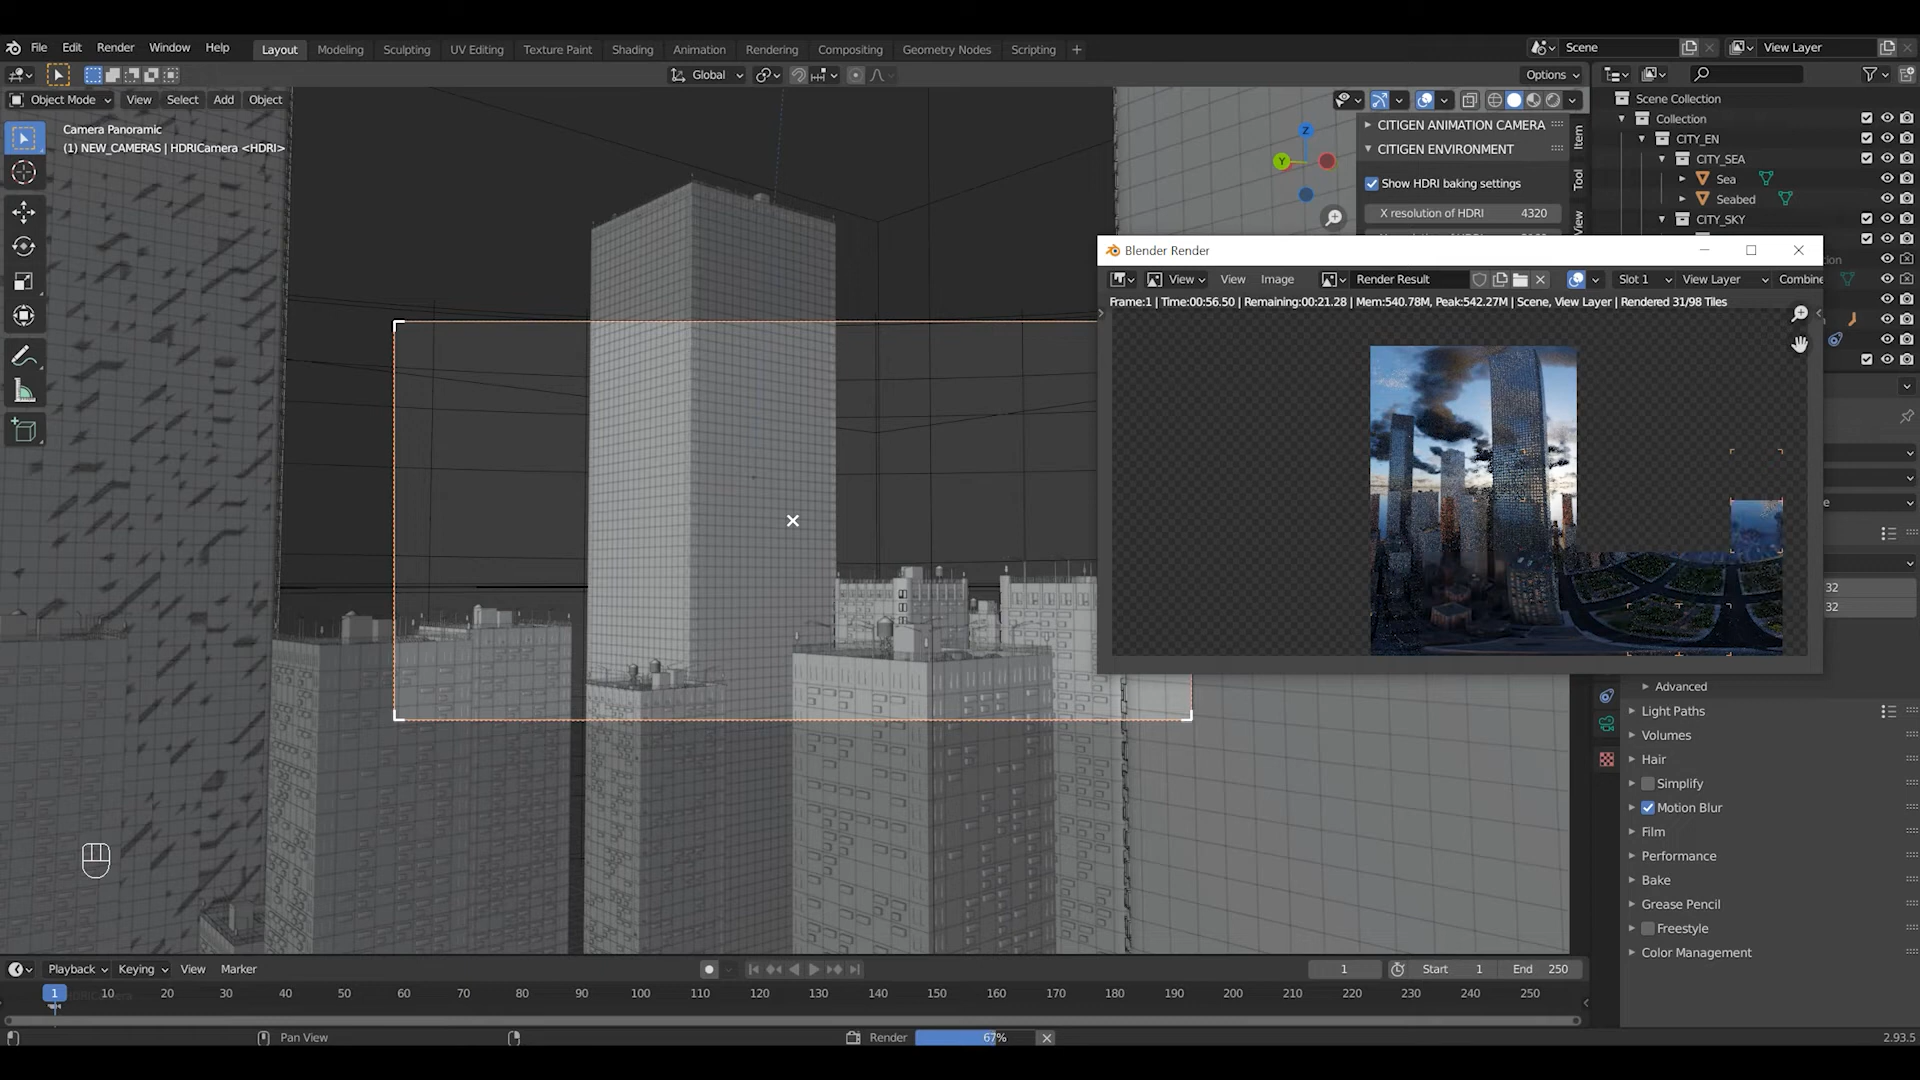 File Edit Render Window Help Layout Modeling Sculpting UV Editing Texture Paint Shading Animation Rendering Compositing Geometry Nodes Scripting + Scene View Layer
Global Options
Object Mode View Select Add Object
Scene Collection
Collection
CITY_EN
CITY_SEA
Sea
Seabed
CITY_SKY
Camera Panoramic
(1) NEW_CAMERAS | HDRICamera <HDRI>
Z
Y
CITIGEN ANIMATION CAMERA
CITIGEN ENVIRONMENT
Show HDRI baking settings
X resolution of HDRI 4320
Item
Tool
View
Blender Render
View View Image Render Result Slot 1 View Layer Combine
Frame:1 | Time:00:56.50 | Remaining:00:21.28 | Mem:540.78M, Peak:542.27M | Scene, View Layer | Rendered 31/98 Tiles
32
32
Advanced
Light Paths
Volumes
Hair
Simplify
Motion Blur
Film
Performance
Bake
Grease Pencil
Freestyle
Color Management
Playback Keying View Marker 1 Start 1 End 250
1 10 20 30 40 50 60 70 80 90 100 110 120 130 140 150 160 170 180 190 200 210 220 230 240 250
Pan View Render 67% 2.93.5